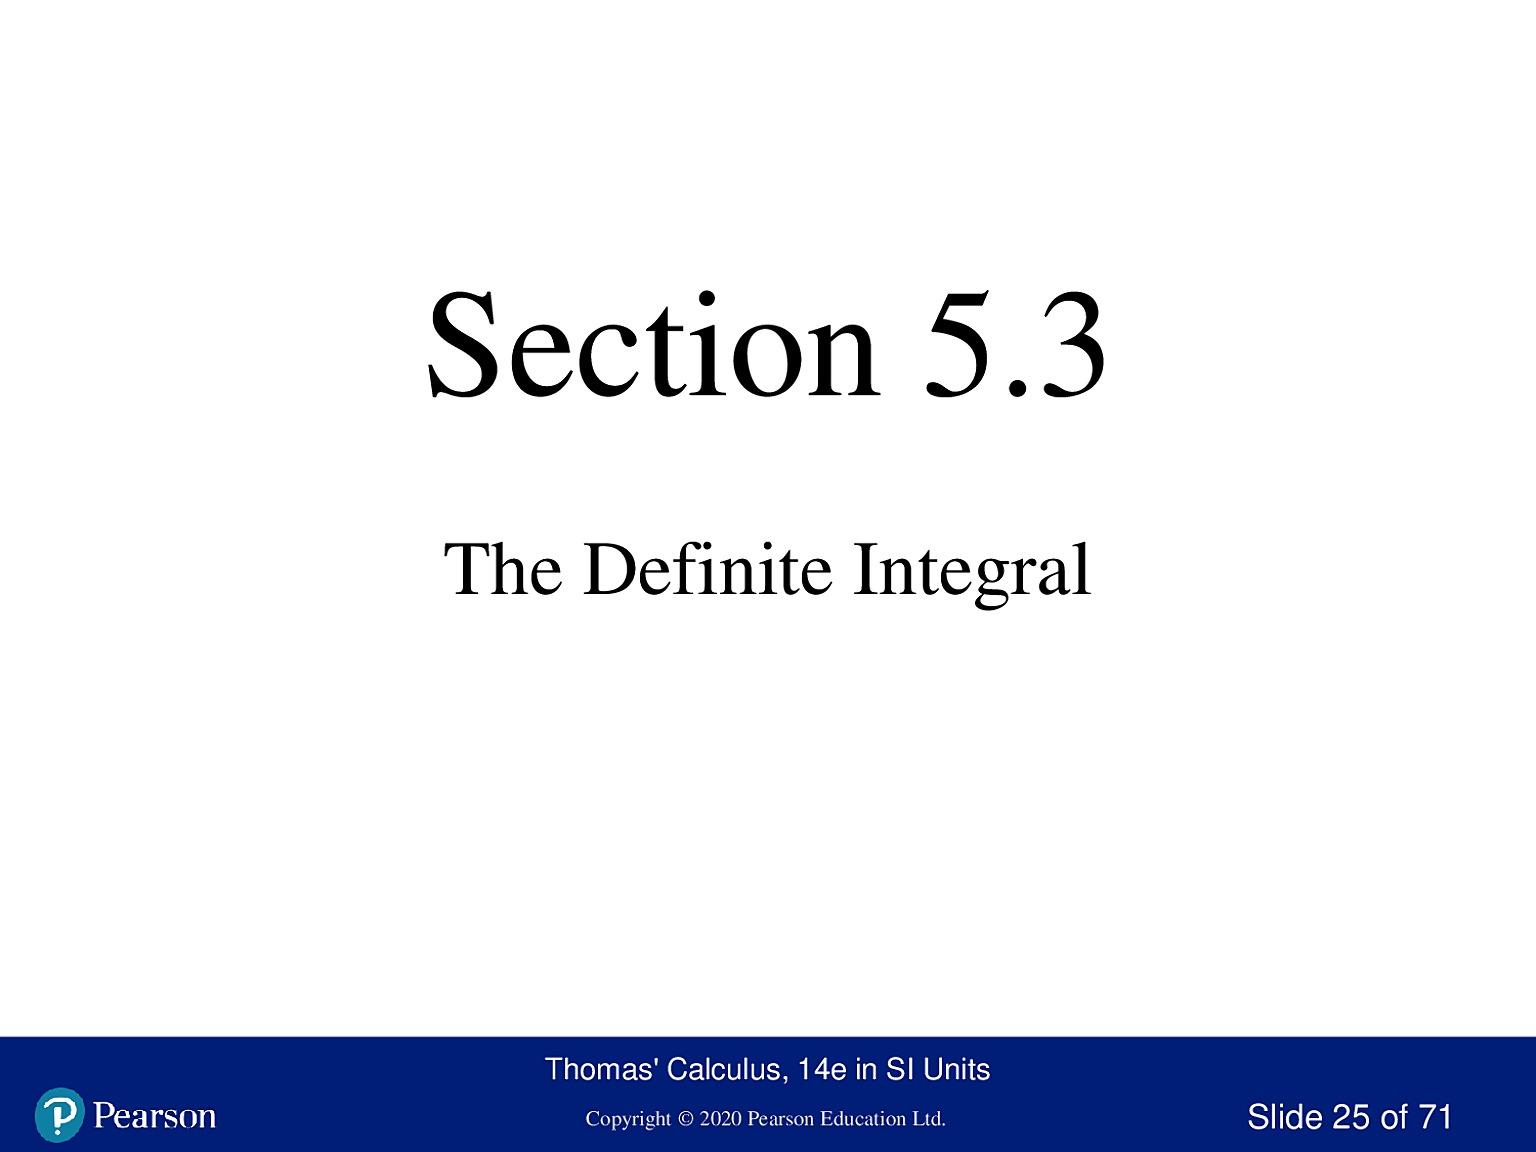 Section 5.3
The Definite Integral
Thomas' Calculus, 14e in SI Units
Pearson
Copyright © 2020 Pearson Education Ltd.
Slide 25 of 71